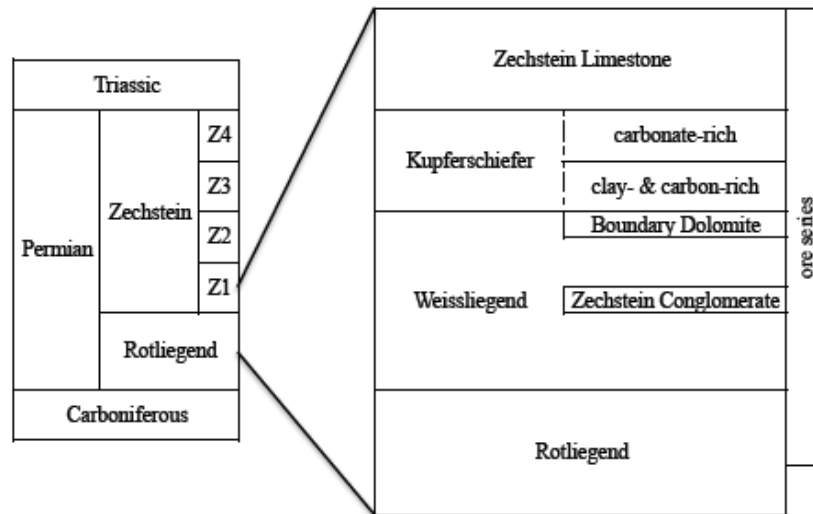 Triassic
Permian
Zechstein
Z4
Z3
Z2
Z1
Rotliegend
Carboniferous
Zechstein Limestone
Kupferschiefer
carbonate-rich
clay- & carbon-rich
Boundary Dolomite
Weissliegend
Zechstein Conglomerate
Rotliegend
ore series